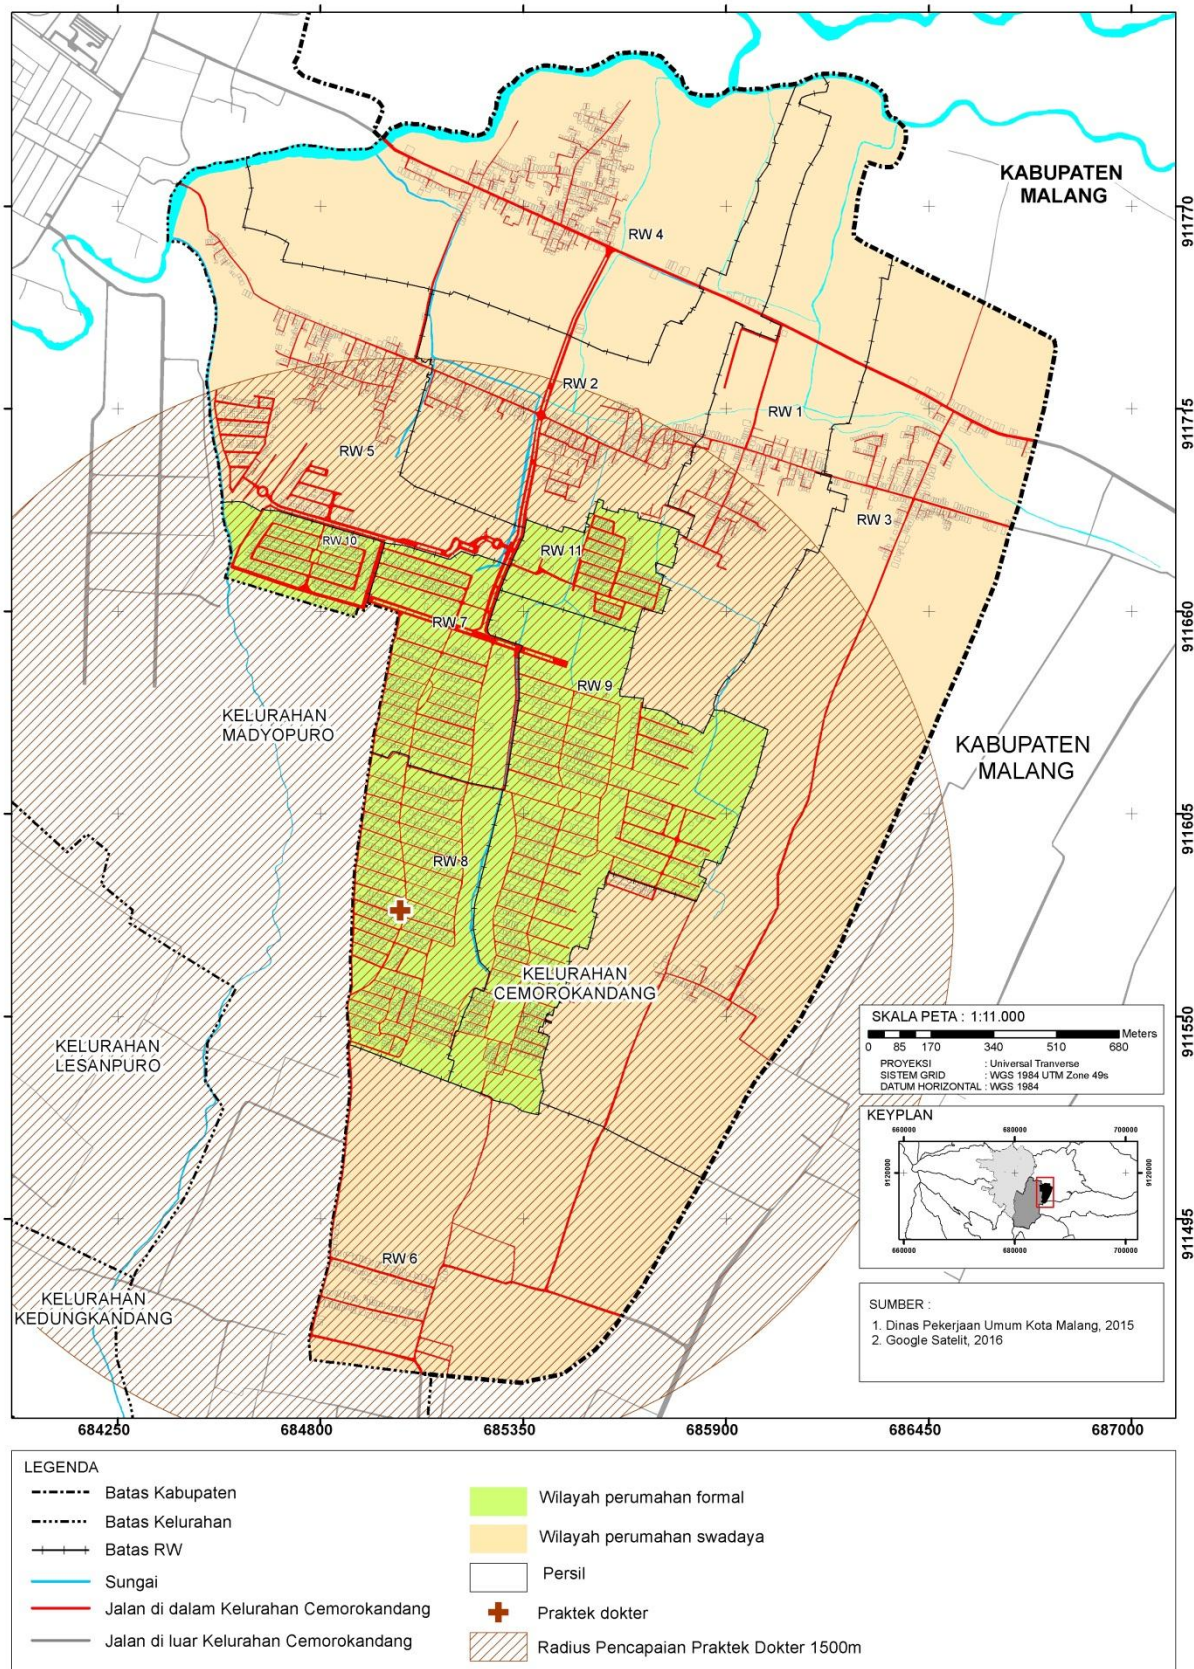 KABUPATEN
MALANG
911770
RW 4
RW 2
RW 1
911715
RW 5
RW 3
RW 10
RW 11
911660
RW 7
RW 9
KELURAHAN
MADYOPURO
KABUPATEN
MALANG
911605
RW 8
KELURAHAN
CEMOROKANDANG
KELURAHAN
LESANPURO
911550
SKALA PETA : 1:11.000
Meters
0 85 170 340 510 680
PROYEKSI : Universal Tranverse
SISTEM GRID : WGS 1984 UTM Zone 49s
DATUM HORIZONTAL : WGS 1984
KEYPLAN
660000 680000 700000
9120000 9120000
660000 680000 700000
911495
RW 6
KELURAHAN
KEDUNGKANDANG
SUMBER :
1. Dinas Pekerjaan Umum Kota Malang, 2015
2. Google Satelit, 2016
684250 684800 685350 685900 686450 687000
LEGENDA
Batas Kabupaten
Batas Kelurahan
Batas RW
Sungai
Jalan di dalam Kelurahan Cemorokandang
Jalan di luar Kelurahan Cemorokandang
Wilayah perumahan formal
Wilayah perumahan swadaya
Persil
Praktek dokter
Radius Pencapaian Praktek Dokter 1500m